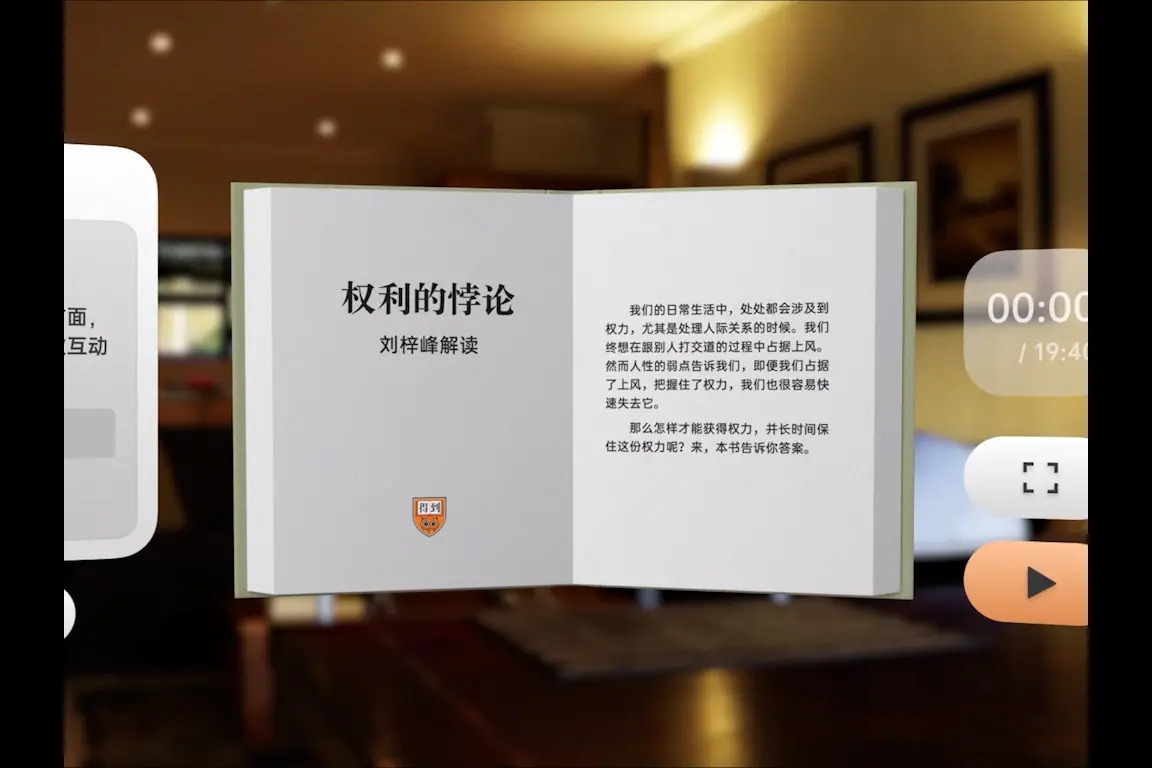 面，
互动
权利的悖论
刘梓峰解读
得到
我们的日常生活中，处处都会涉及到
权力，尤其是处理人际关系的时候。我们
终想在跟别人打交道的过程中占据上风。
然而人性的弱点告诉我们，即便我们占据
了上风，把握住了权力，我们也很容易快
速失去它。
那么怎样才能获得权力，并长时间保
住这份权力呢？来，本书告诉你答案。
00:00
/ 19:40